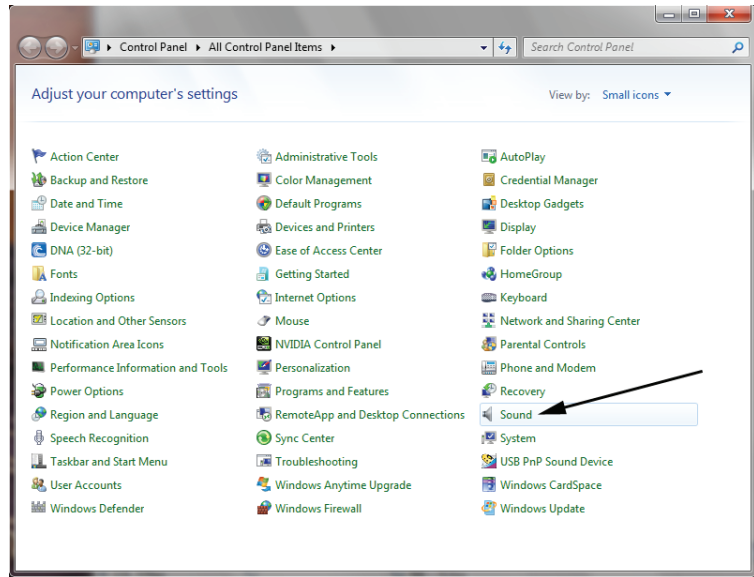 Control Panel ▸ All Control Panel Items ▸ Search Control Panel
Adjust your computer's settings View by: Small icons
Action Center Administrative Tools AutoPlay
Backup and Restore Color Management Credential Manager
Date and Time Default Programs Desktop Gadgets
Device Manager Devices and Printers Display
DNA (32-bit) Ease of Access Center Folder Options
Fonts Getting Started HomeGroup
Indexing Options Internet Options Keyboard
Location and Other Sensors Mouse Network and Sharing Center
Notification Area Icons NVIDIA Control Panel Parental Controls
Performance Information and Tools Personalization Phone and Modem
Power Options Programs and Features Recovery
Region and Language RemoteApp and Desktop Connections Sound
Speech Recognition Sync Center System
Taskbar and Start Menu Troubleshooting USB PnP Sound Device
User Accounts Windows Anytime Upgrade Windows CardSpace
Windows Defender Windows Firewall Windows Update